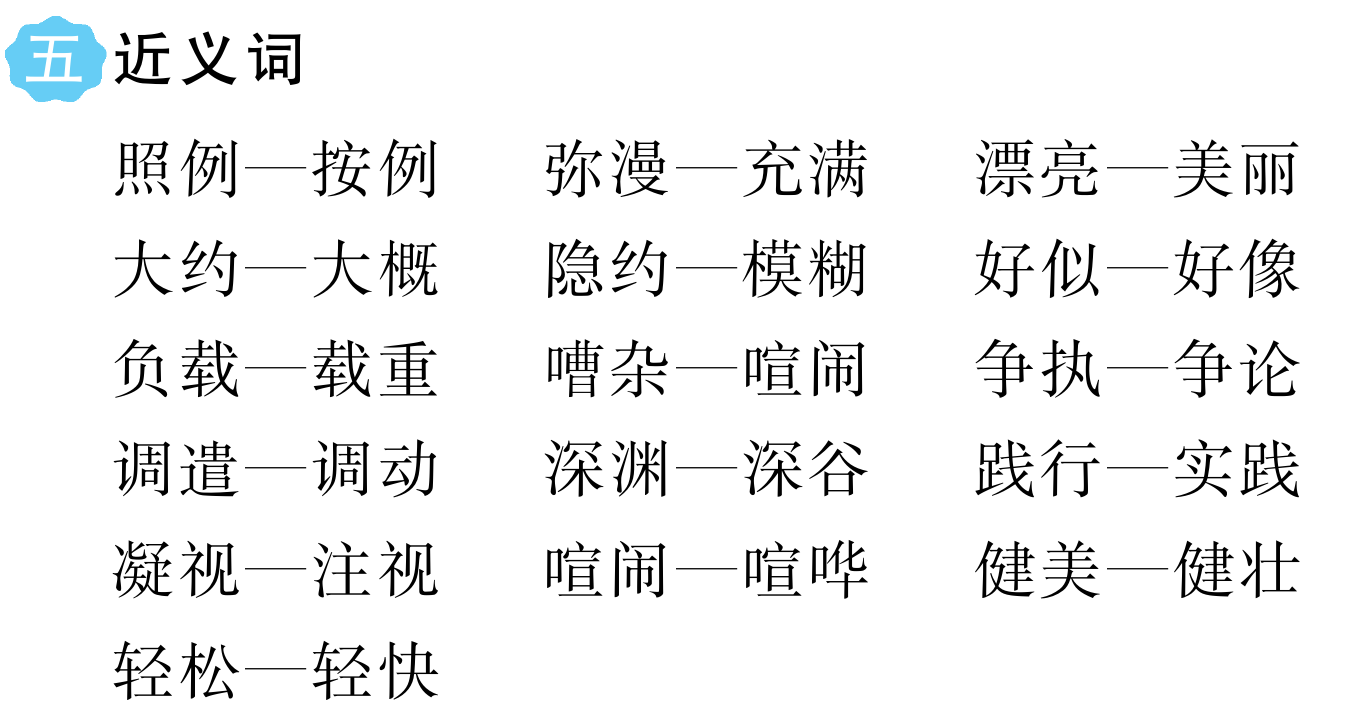 五 近义词
照例—按例 弥漫—充满 漂亮—美丽
大约—大概 隐约—模糊 好似—好像
负载—载重 嘈杂—喧闹 争执—争论
调遣—调动 深渊—深谷 践行—实践
凝视—注视 喧闹—喧哗 健美—健壮
轻松—轻快